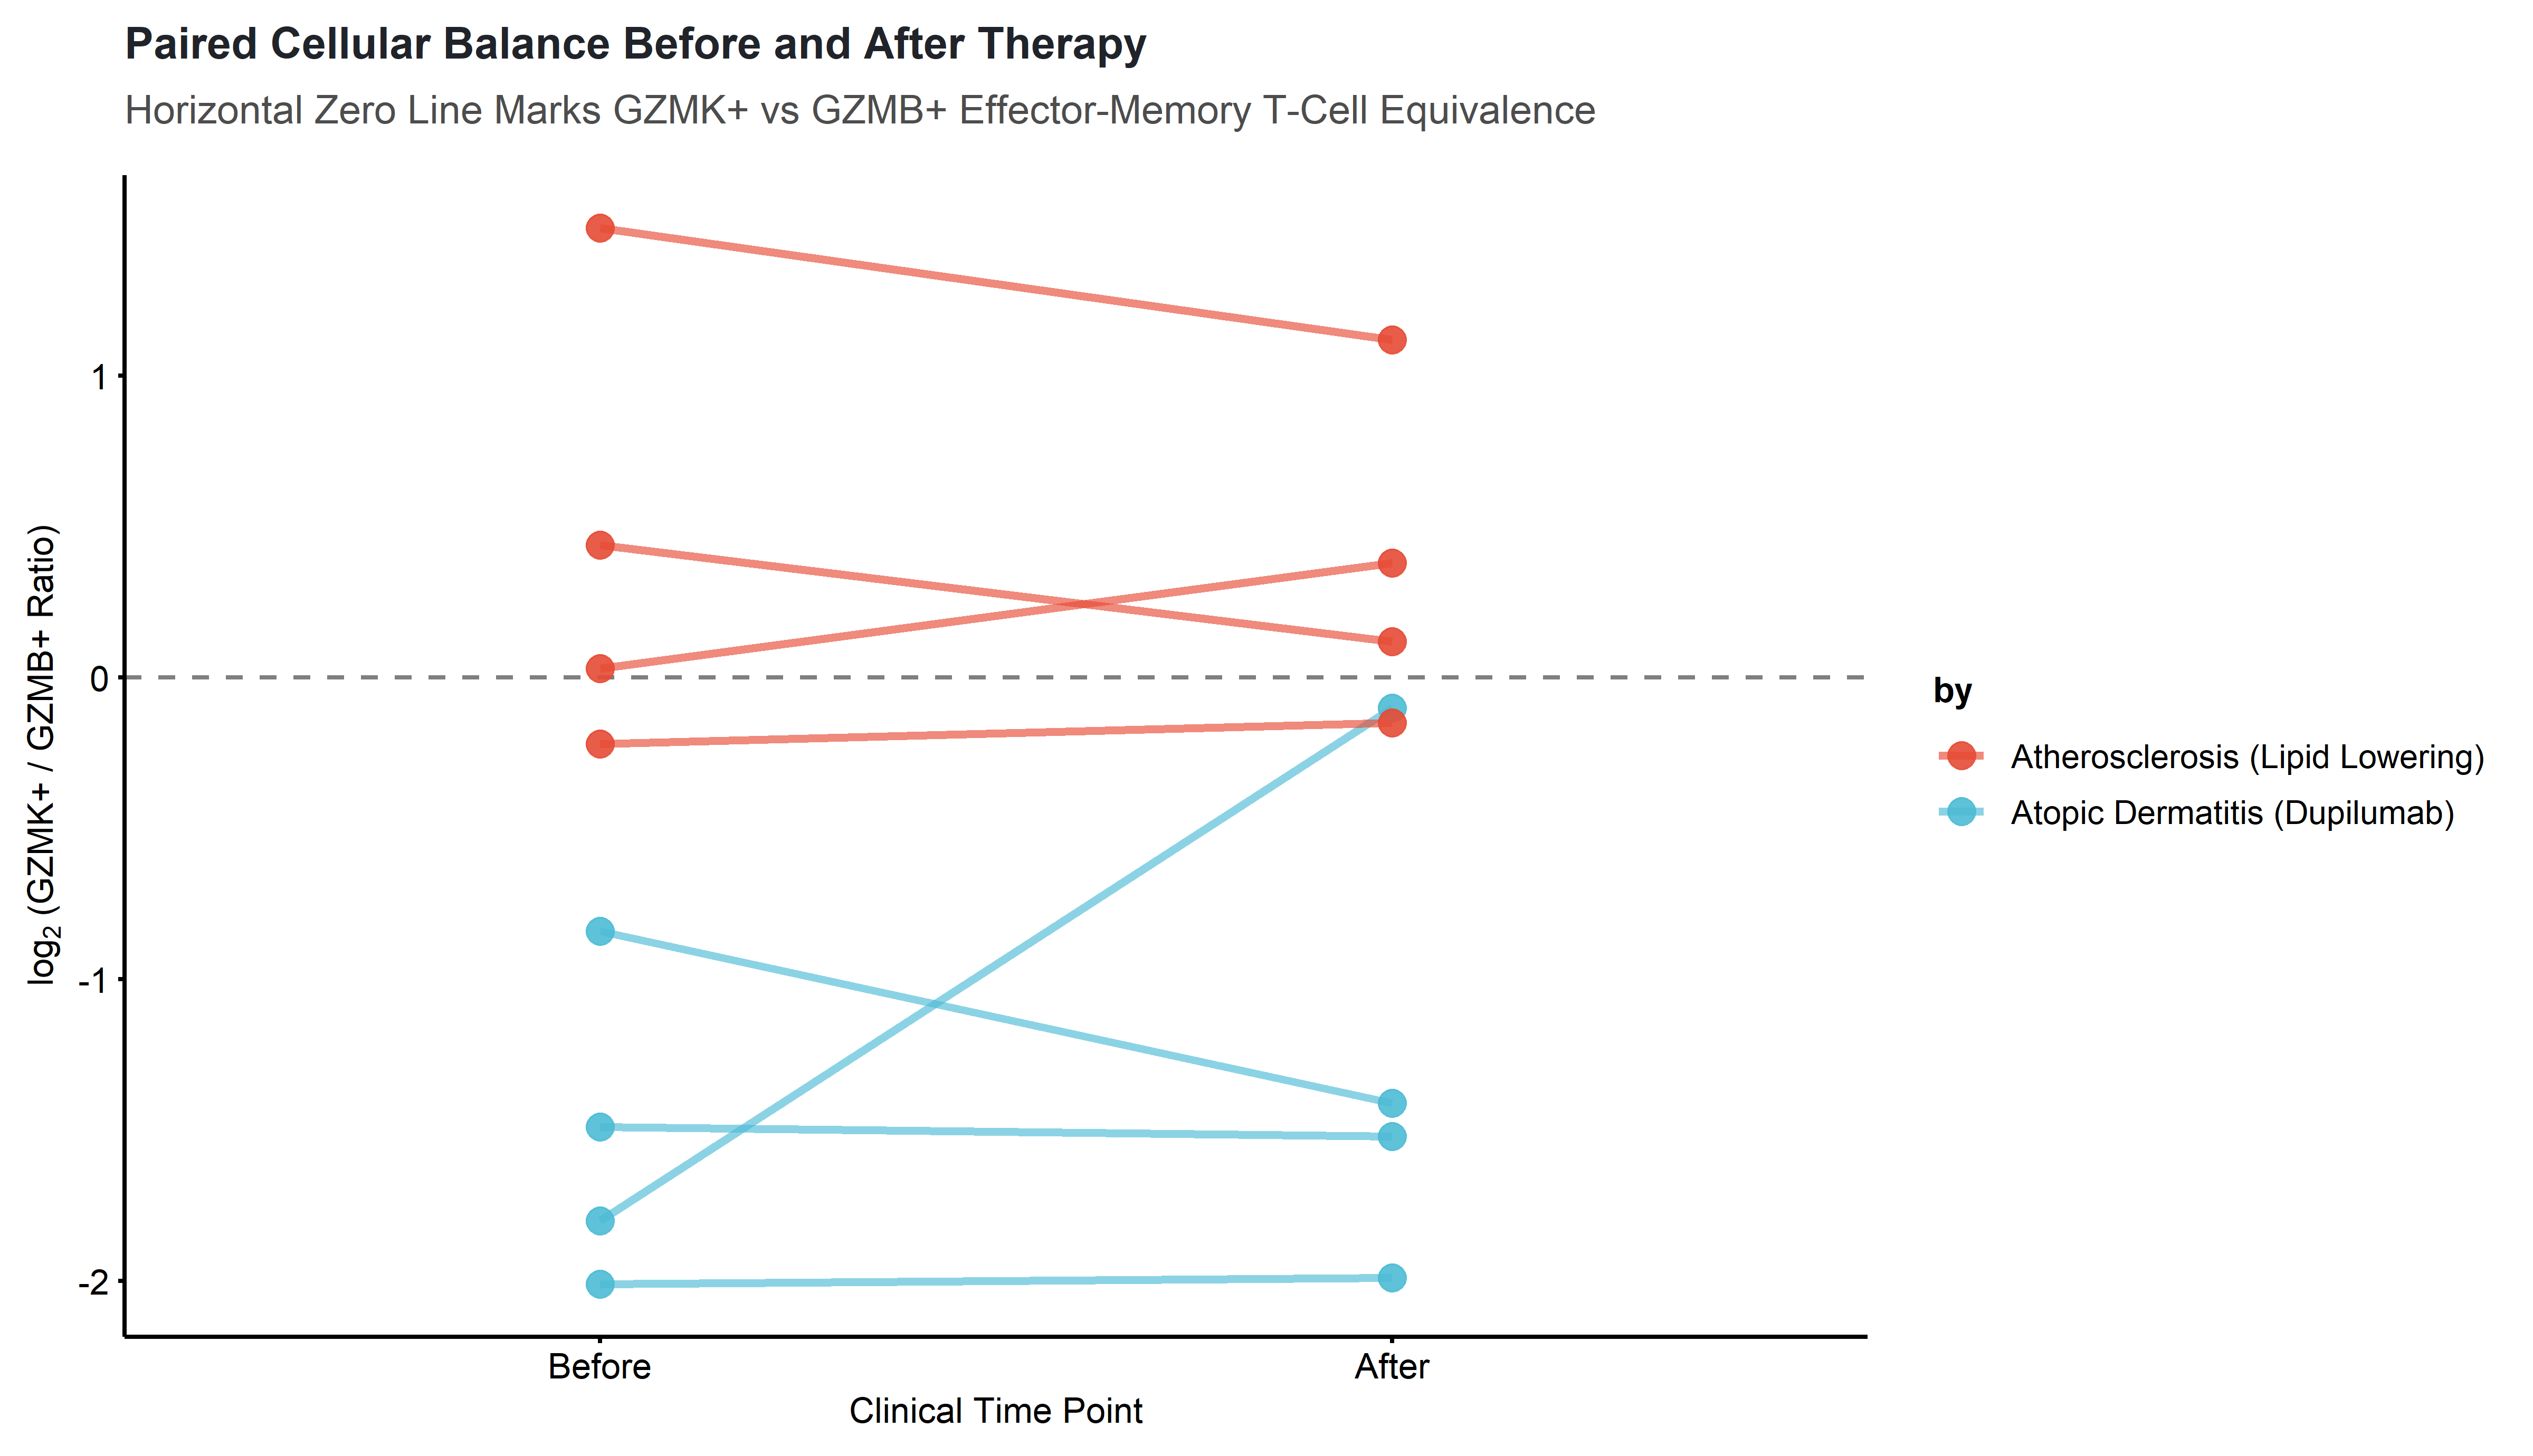 Paired Cellular Balance Before and After Therapy
Horizontal Zero Line Marks GZMK+ vs GZMB+ Effector-Memory T-Cell Equivalence
log₂ (GZMK+ / GZMB+ Ratio)
1
0
-1
-2
Before
After
Clinical Time Point
by
Atherosclerosis (Lipid Lowering)
Atopic Dermatitis (Dupilumab)